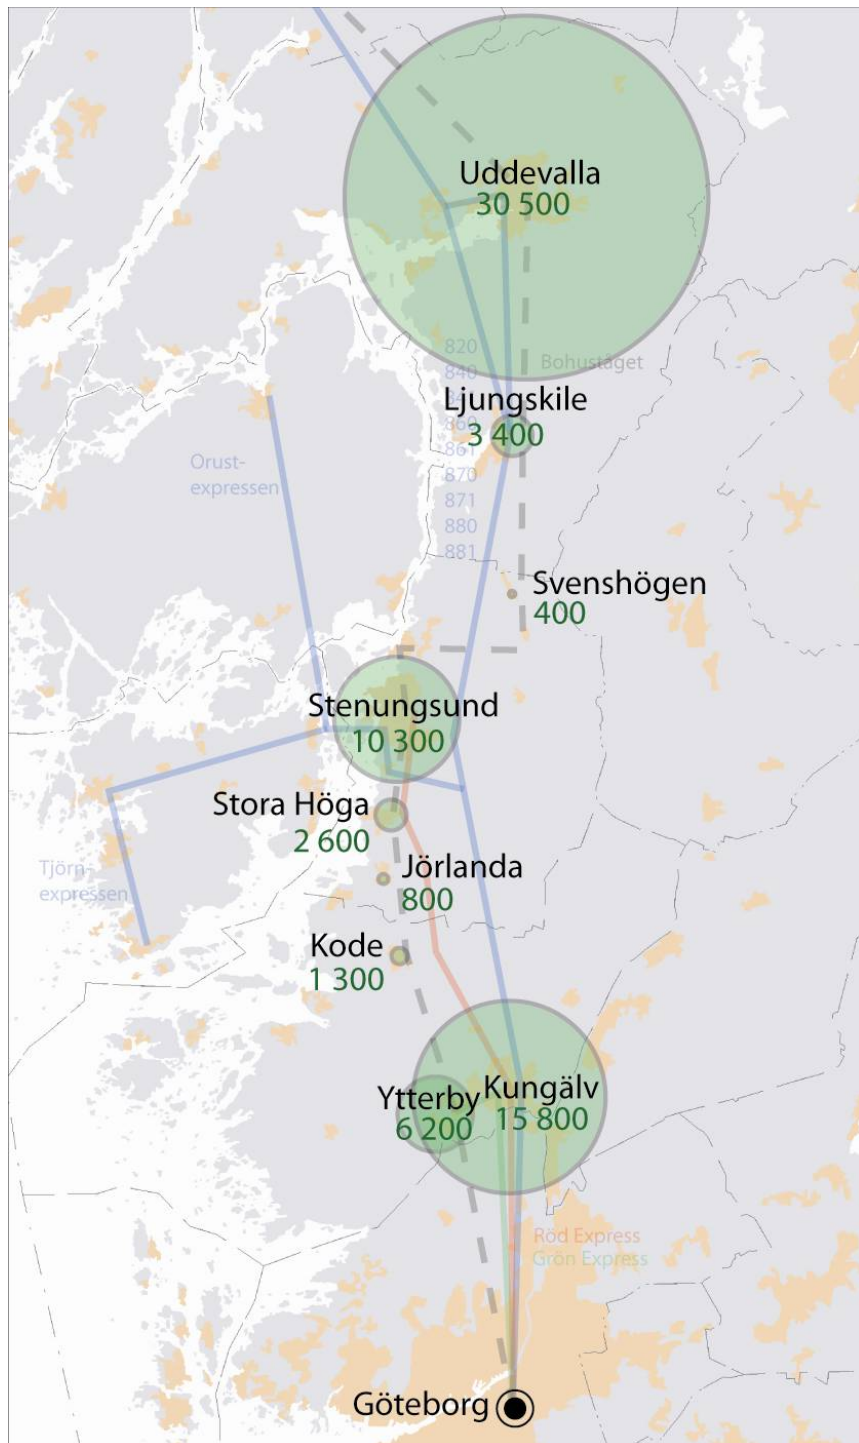 Uddevalla
30 500
820
Bohuståget
840
Ljungskile
3 400
860
861
Orust-
expressen
870
871
880
881
Svenshögen
400
Stenungsund
10 300
Stora Höga
2 600
Jörlanda
800
Tjörn-
expressen
Kode
1 300
Ytterby
6 200
Kungälv
15 800
Röd Express
Grön Express
Göteborg